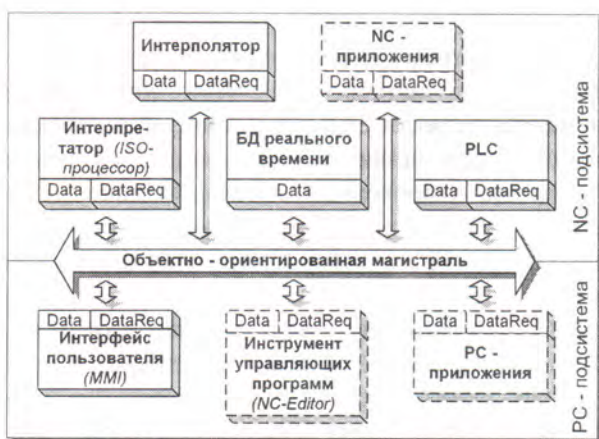 Интерполятор
Data DataReq
NC -
приложения
Data DataReq
Интерпре-
татор (ISO-
процессор)
Data DataReq
БД реального
времени
Data
PLC
Data DataReq
NC - подсистема
Объектно - ориентированная магистраль
Data DataReq
Интерфейс
пользователя
(MMI)
Data DataReq
Инструмент
управляющих
программ
(NC-Editor)
Data DataReq
PC -
приложения
PC - подсистема